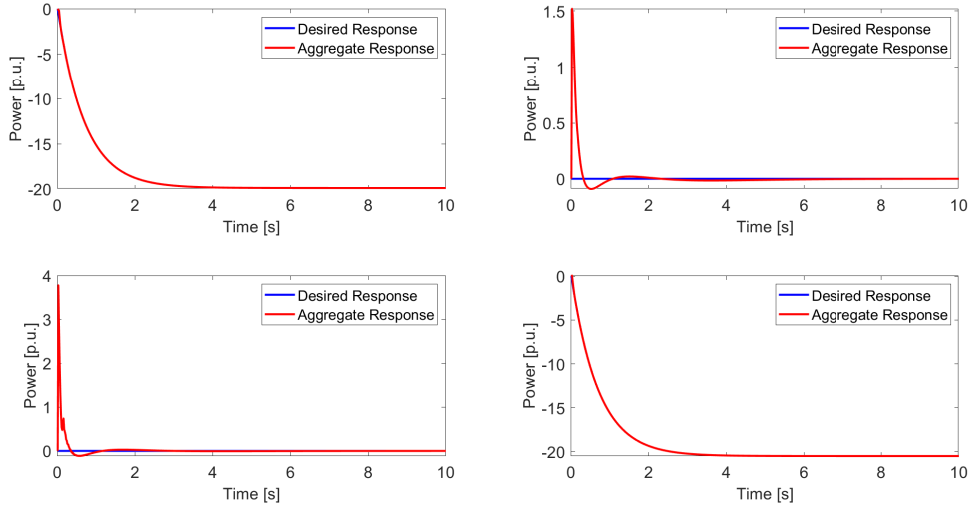 0
-5
-10
-15
-20
Power [p.u.]
Desired Response
Aggregate Response
0 2 4 6 8 10
Time [s]
1.5
1
0.5
0
Power [p.u.]
Desired Response
Aggregate Response
0 2 4 6 8 10
Time [s]
4
3
2
1
0
Power [p.u.]
Desired Response
Aggregate Response
0 2 4 6 8 10
Time [s]
0
-5
-10
-15
-20
Power [p.u.]
Desired Response
Aggregate Response
0 2 4 6 8 10
Time [s]